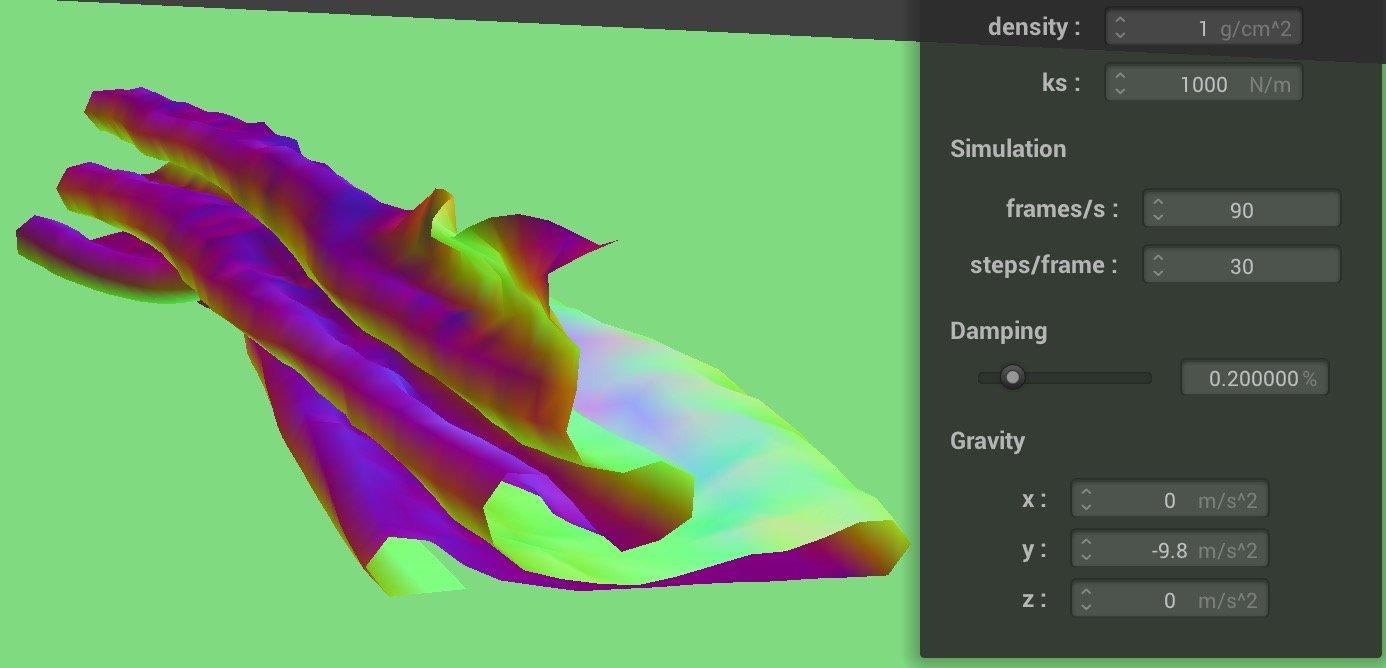 density : 1 g/cm^2
ks : 1000 N/m
Simulation
frames/s : 90
steps/frame : 30
Damping
0.200000 %
Gravity
x : 0 m/s^2
y : -9.8 m/s^2
z : 0 m/s^2